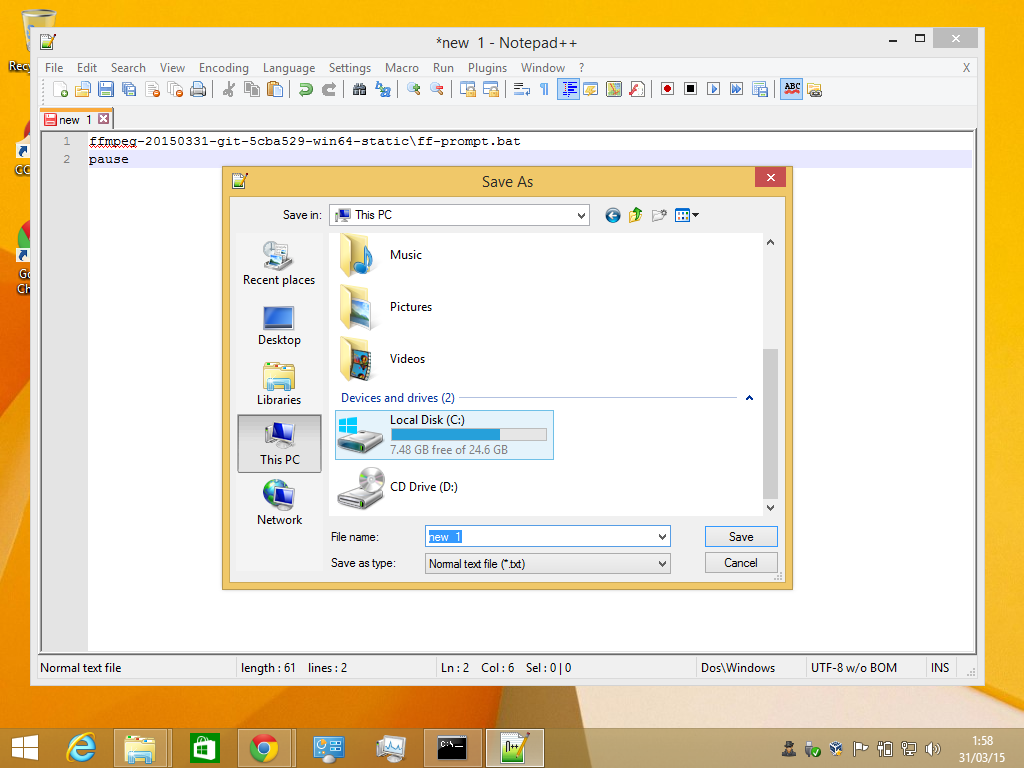 Recy
*new 1 - Notepad++
File Edit Search View Encoding Language Settings Macro Run Plugins Window ? X
ABC
new 1
1 ffmpeg-20150331-git-5cba529-win64-static\ff-prompt.bat
2 pause
CC
Go
Ch
Save As
Save in: This PC
Recent places
Desktop
Libraries
This PC
Network
Music
Pictures
Videos
Devices and drives (2)
Local Disk (C:)
7.48 GB free of 24.6 GB
CD Drive (D:)
File name: new 1 Save
Save as type: Normal text file (*.txt) Cancel
Normal text file length : 61 lines : 2 Ln : 2 Col : 6 Sel : 0 | 0 Dos\Windows UTF-8 w/o BOM INS
C:\
1:58
31/03/15